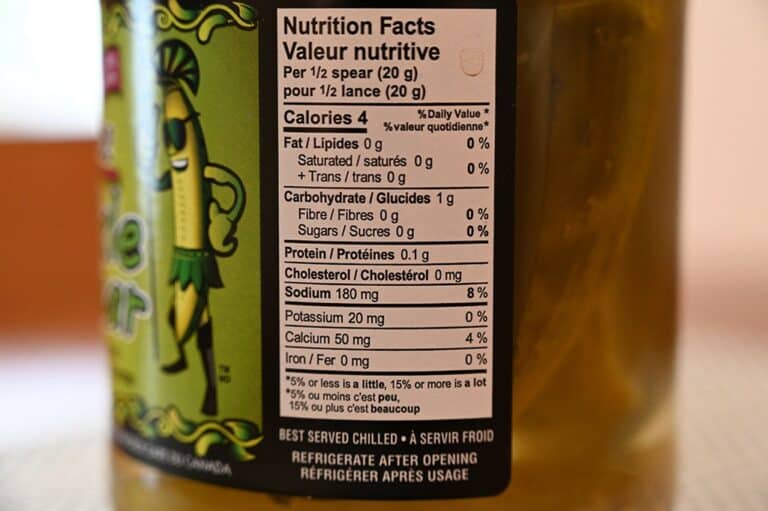 Nutrition Facts
Valeur nutritive
Per 1/2 spear (20 g)
pour 1/2 lance (20 g)
Calories 4
% Daily Value *
% valeur quotidienne*
Fat / Lipides 0 g 0 %
Saturated / saturés 0 g
+ Trans / trans 0 g 0 %
Carbohydrate / Glucides 1 g
Fibre / Fibres 0 g 0 %
Sugars / Sucres 0 g 0 %
Protein / Protéines 0.1 g
Cholesterol / Cholestérol 0 mg
Sodium 180 mg 8 %
Potassium 20 mg 0 %
Calcium 50 mg 4 %
Iron / Fer 0 mg 0 %
*5% or less is a little, 15% or more is a lot
*5% ou moins c'est peu,
15% ou plus c'est beaucoup
BEST SERVED CHILLED • À SERVIR FROID
REFRIGERATE AFTER OPENING
RÉFRIGÉRER APRÈS USAGE
TM
MD
DU CANADA